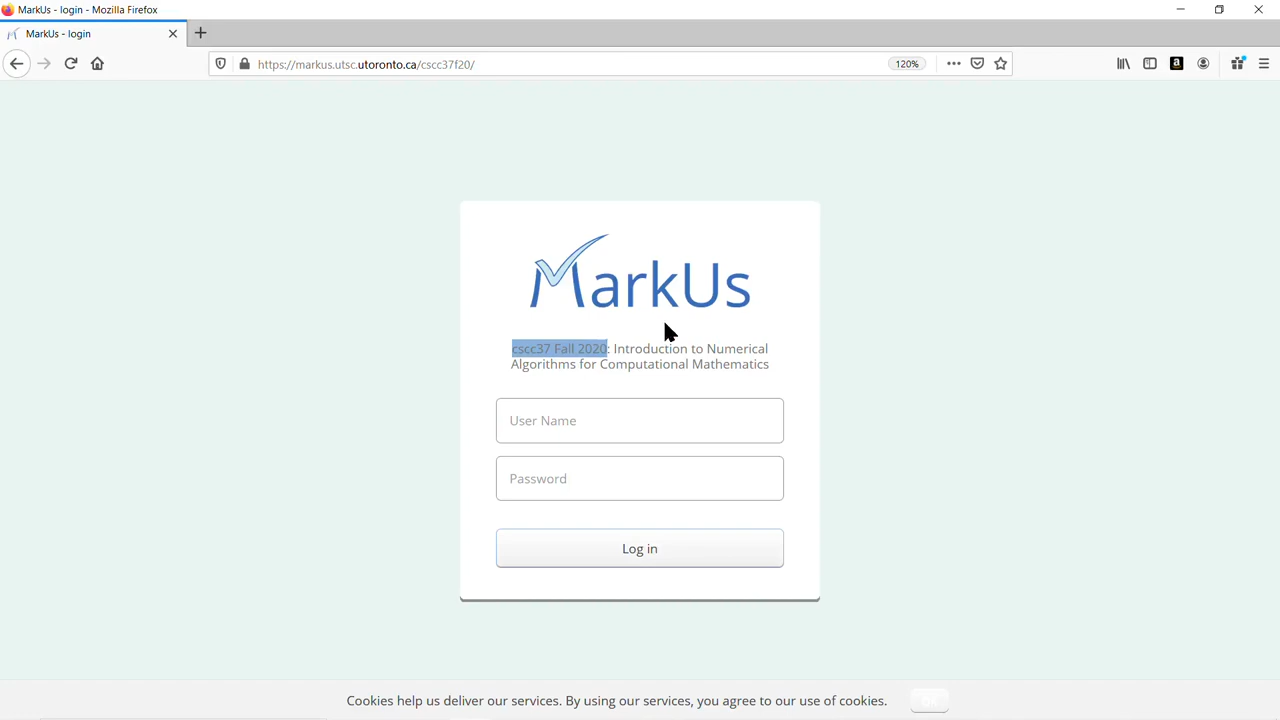 MarkUs - login - Mozilla Firefox
MarkUs - login
https://markus.utsc.utoronto.ca/cscc37f20/
120%
MarkUs
cscc37 Fall 2020: Introduction to Numerical
Algorithms for Computational Mathematics
User Name
Password
Log in
Cookies help us deliver our services. By using our services, you agree to our use of cookies.